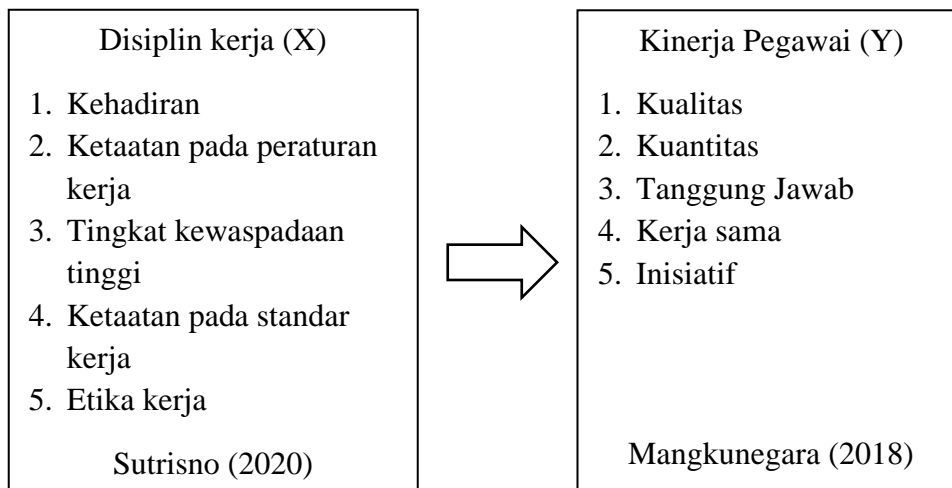 Disiplin kerja (X)
1. Kehadiran
2. Ketaatan pada peraturan
kerja
3. Tingkat kewaspadaan
tinggi
4. Ketaatan pada standar
kerja
5. Etika kerja
Sutrisno (2020)
Kinerja Pegawai (Y)
1. Kualitas
2. Kuantitas
3. Tanggung Jawab
4. Kerja sama
5. Inisiatif
Mangkunegara (2018)